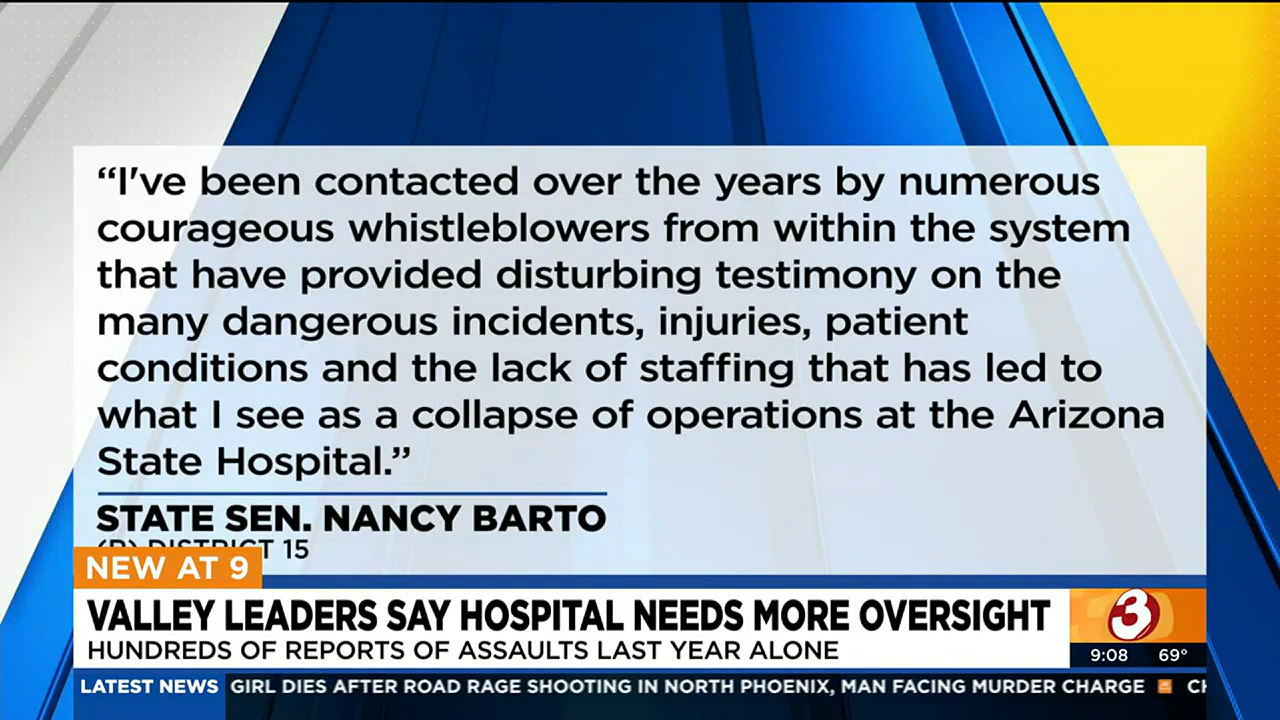 “I've been contacted over the years by numerous
courageous whistleblowers from within the system
that have provided disturbing testimony on the
many dangerous incidents, injuries, patient
conditions and the lack of staffing that has led to
what I see as a collapse of operations at the Arizona
State Hospital.”
STATE SEN. NANCY BARTO
DISTRICT 15
NEW AT 9
VALLEY LEADERS SAY HOSPITAL NEEDS MORE OVERSIGHT
HUNDREDS OF REPORTS OF ASSAULTS LAST YEAR ALONE
3
9:08 69°
LATEST NEWS GIRL DIES AFTER ROAD RAGE SHOOTING IN NORTH PHOENIX, MAN FACING MURDER CHARGE